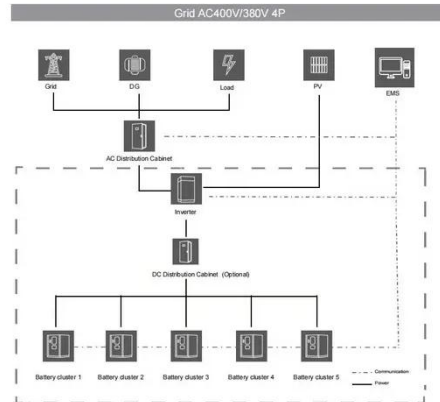 Grid AC400V/380V 4P
Grid
DG
Load
PV
EMS
AC Distribution Cabinet
Inverter
DC Distribution Cabinet (Optional)
Battery cluster 1
Battery cluster 2
Battery cluster 3
Battery cluster 4
Battery cluster 5
Communication
Power